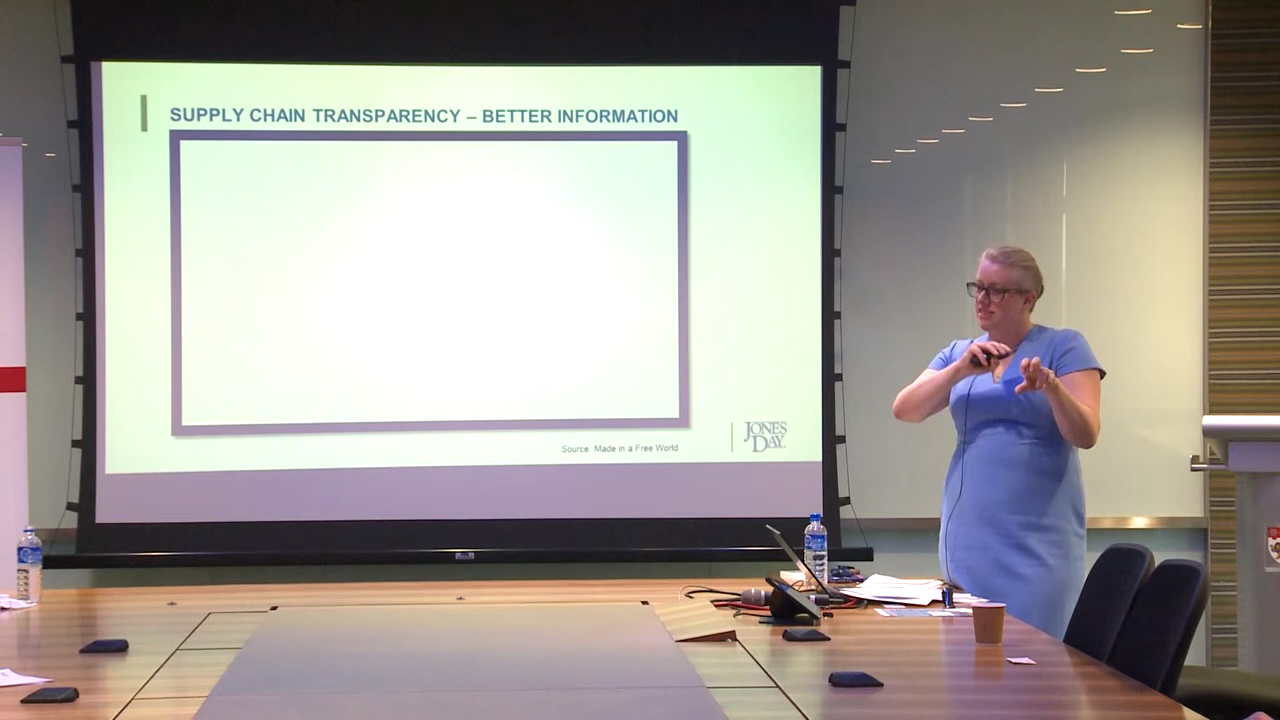 SUPPLY CHAIN TRANSPARENCY – BETTER INFORMATION
Source: Made in a Free World
JONES
DAY